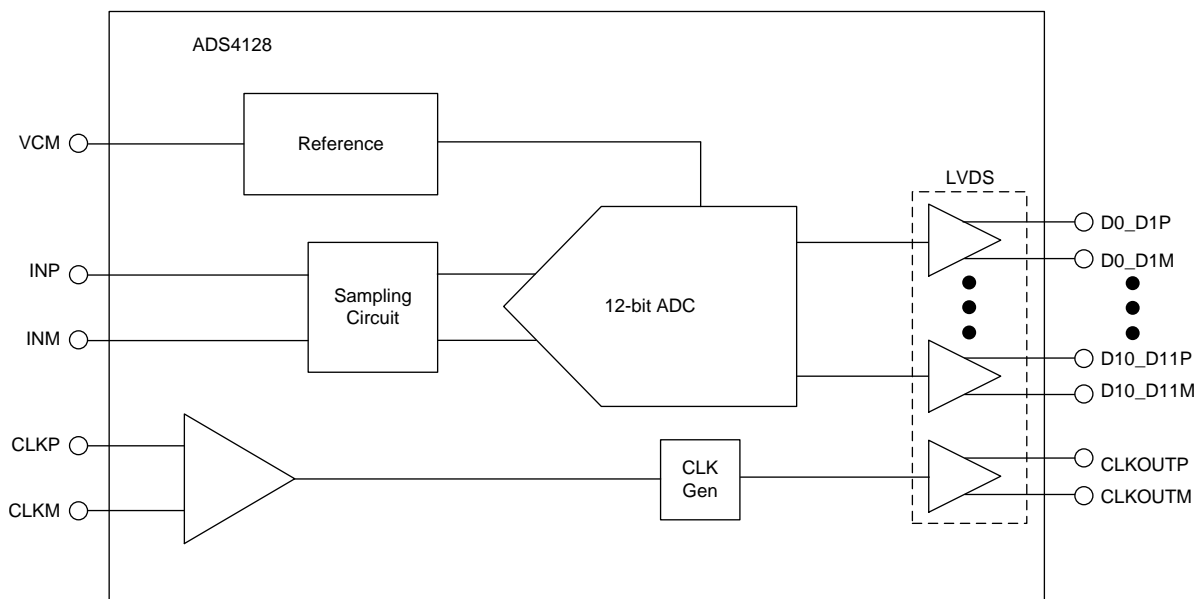 ADS4128
VCM
Reference
LVDS
D0_D1P
INP
D0_D1M
Sampling
Circuit
12-bit ADC
INM
D10_D11P
D10_D11M
CLKP
CLK
Gen
CLKOUTP
CLKM
CLKOUTM